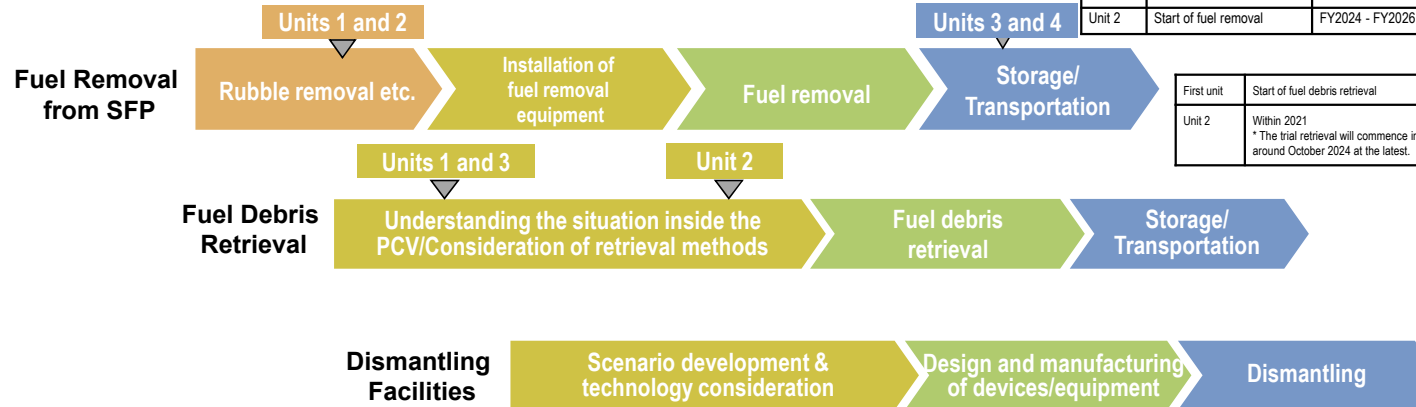 Units 1 and 2
Units 3 and 4
Unit 2 Start of fuel removal FY2024 - FY2026
Fuel Removal
from SFP
Rubble removal etc.
Installation of
fuel removal
equipment
Fuel removal
Storage/
Transportation
First unit Start of fuel debris retrieval
Unit 2 Within 2021
* The trial retrieval will commence in
around October 2024 at the latest.
Units 1 and 3
Unit 2
Fuel Debris
Retrieval
Understanding the situation inside the
PCV/Consideration of retrieval methods
Fuel debris
retrieval
Storage/
Transportation
Dismantling
Facilities
Scenario development &
technology consideration
Design and manufacturing
of devices/equipment
Dismantling